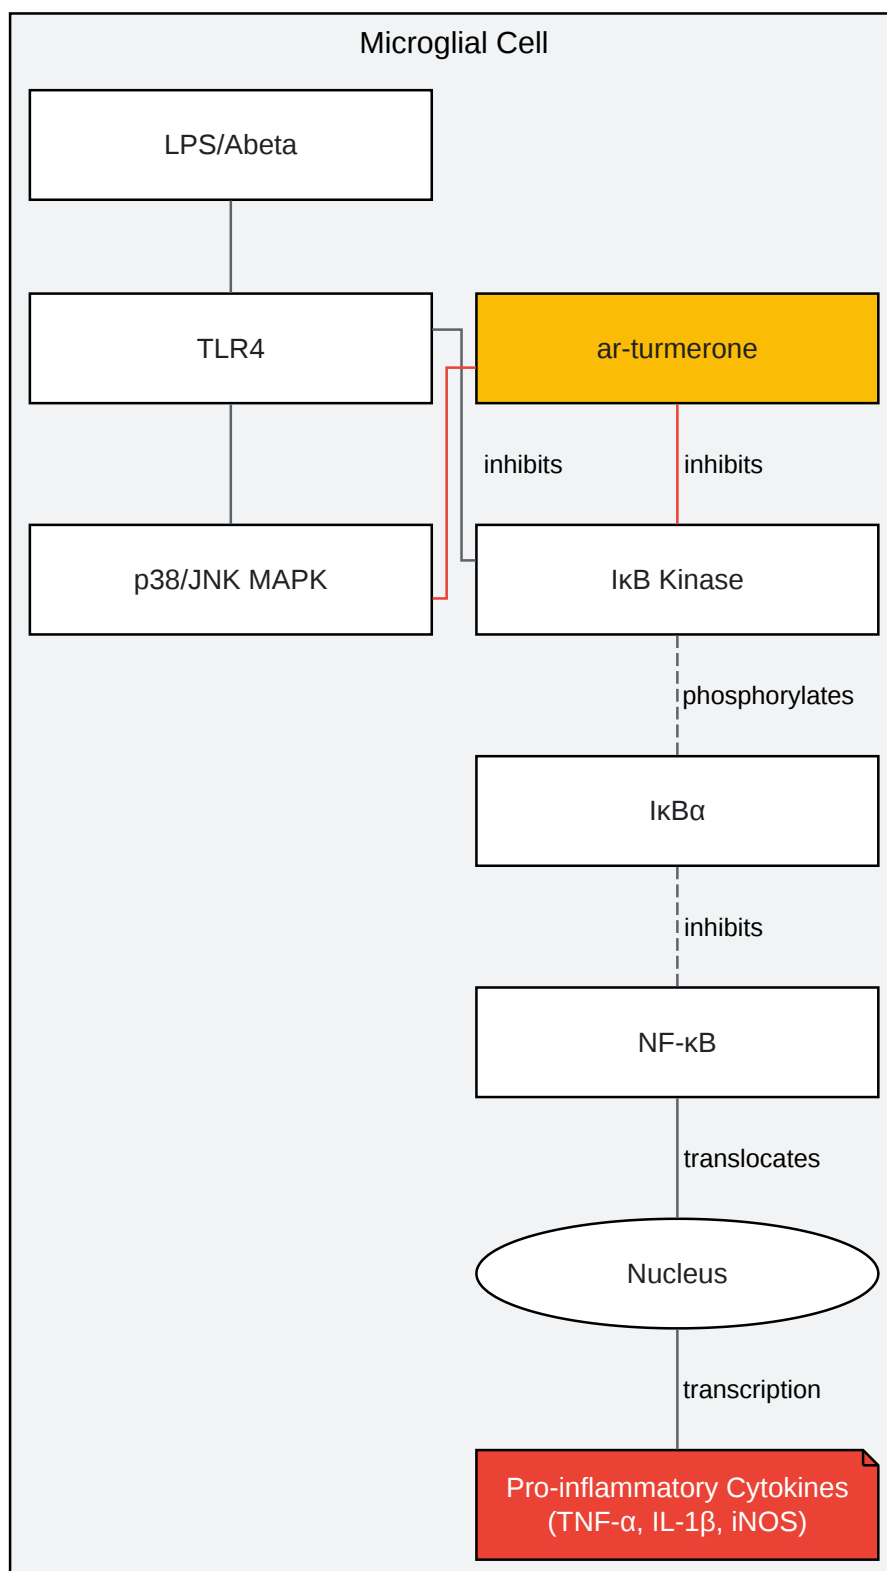 Microglial Cell
LPS/Abeta
TLR4
ar-turmerone
inhibits
inhibits
p38/JNK MAPK
IκB Kinase
phosphorylates
IκBα
inhibits
NF-κB
translocates
Nucleus
transcription
Pro-inflammatory Cytokines
(TNF-α, IL-1β, iNOS)